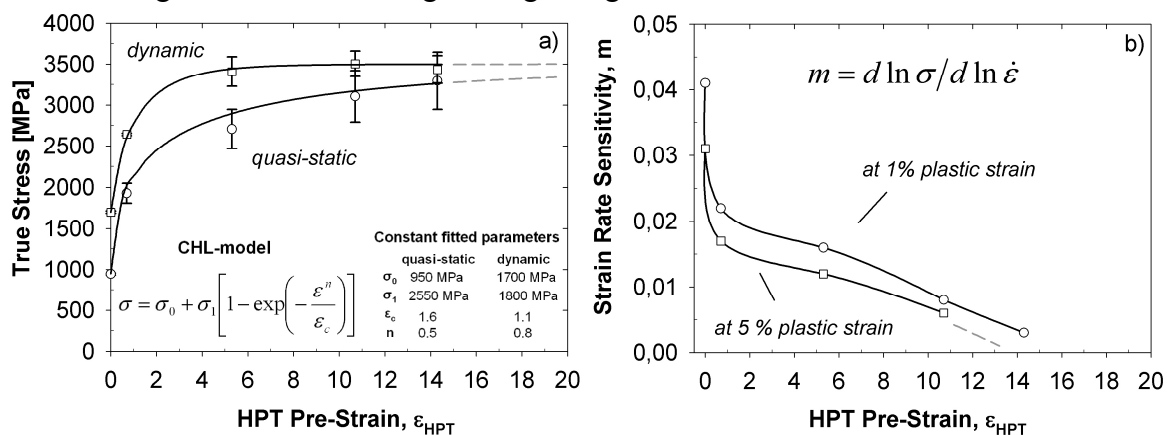 a)
dynamic
quasi-static
CHL-model
σ = σ₀ + σ₁[1 − exp(−εⁿ/ε_c)]
Constant fitted parameters
quasi-static dynamic
σ₀ 950 MPa 1700 MPa
σ₁ 2550 MPa 1800 MPa
ε_c 1.6 1.1
n 0.5 0.8
True Stress [MPa]
4000
3500
3000
2500
2000
1500
1000
500
0
0 2 4 6 8 10 12 14 16 18 20
HPT Pre-Strain, ε_HPT
b)
m = d ln σ/d ln ε̇
at 1% plastic strain
at 5 % plastic strain
Strain Rate Sensitivity, m
0,05
0,04
0,03
0,02
0,01
0,00
0 2 4 6 8 10 12 14 16 18 20
HPT Pre-Strain, ε_HPT